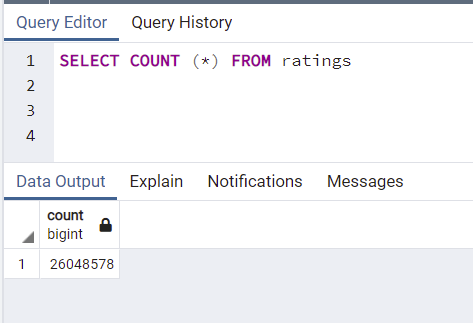 Query Editor Query History
1 SELECT COUNT (*) FROM ratings
2
3
4
Data Output Explain Notifications Messages
count
bigint
1 26048578